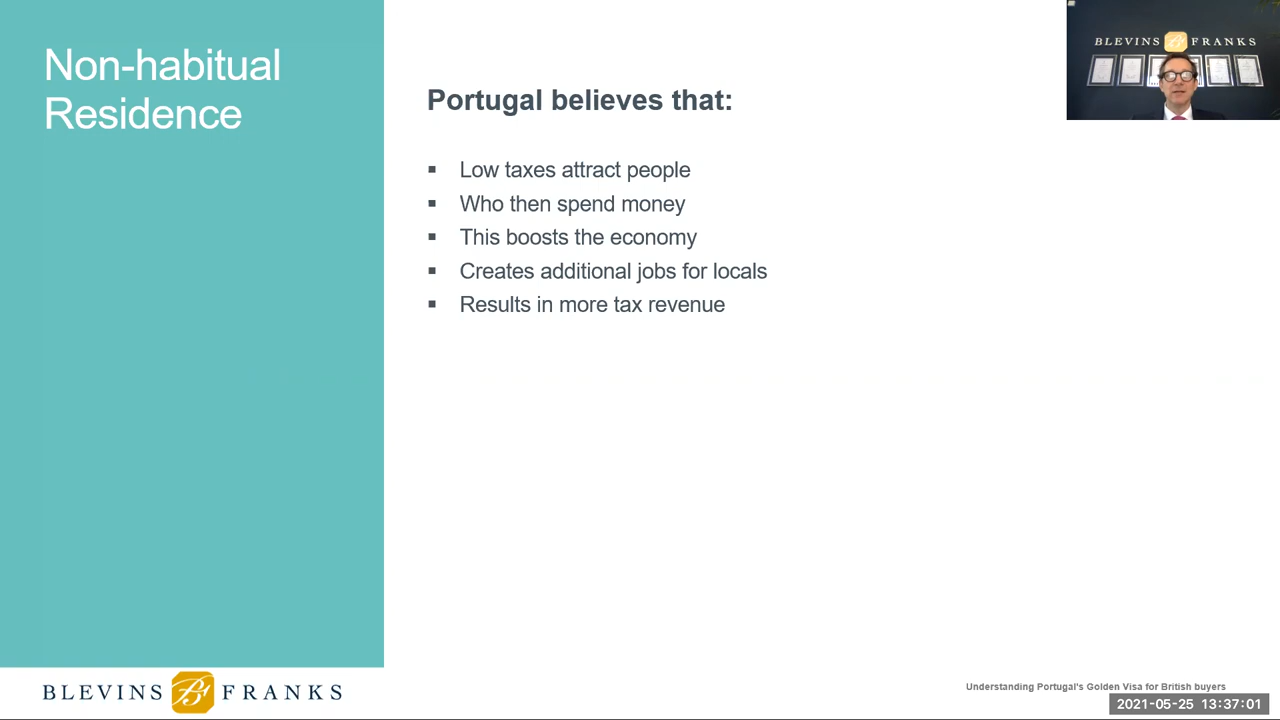 Non-habitual
Residence
Portugal believes that:
Low taxes attract people
Who then spend money
This boosts the economy
Creates additional jobs for locals
Results in more tax revenue
BLEVINS FRANKS
BLEVINS FRANKS
Understanding Portugal's Golden Visa for British buyers
2021-05-25 13:37:01